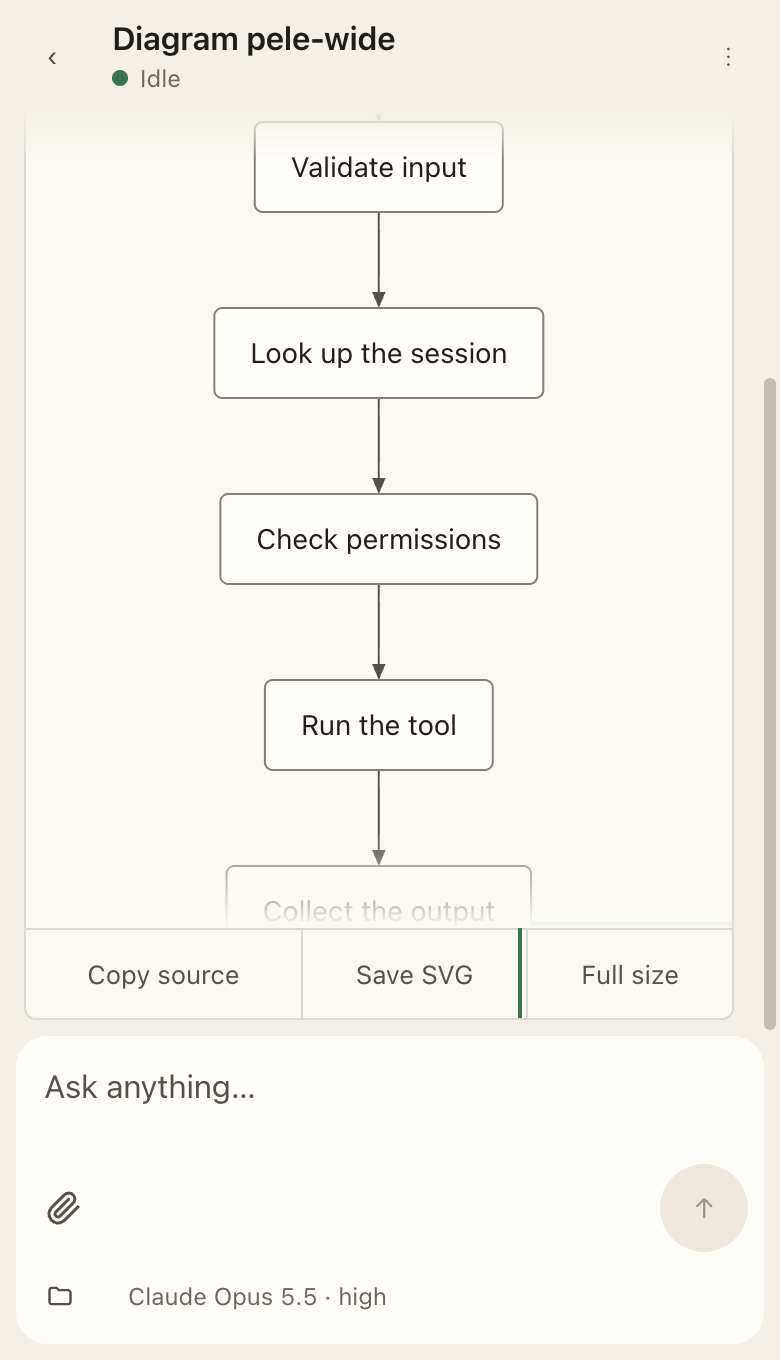 Diagram pele-wide
Idle
Validate input
Look up the session
Check permissions
Run the tool
Collect the output
Copy source
Save SVG
Full size
Ask anything...
Claude Opus 5.5 · high